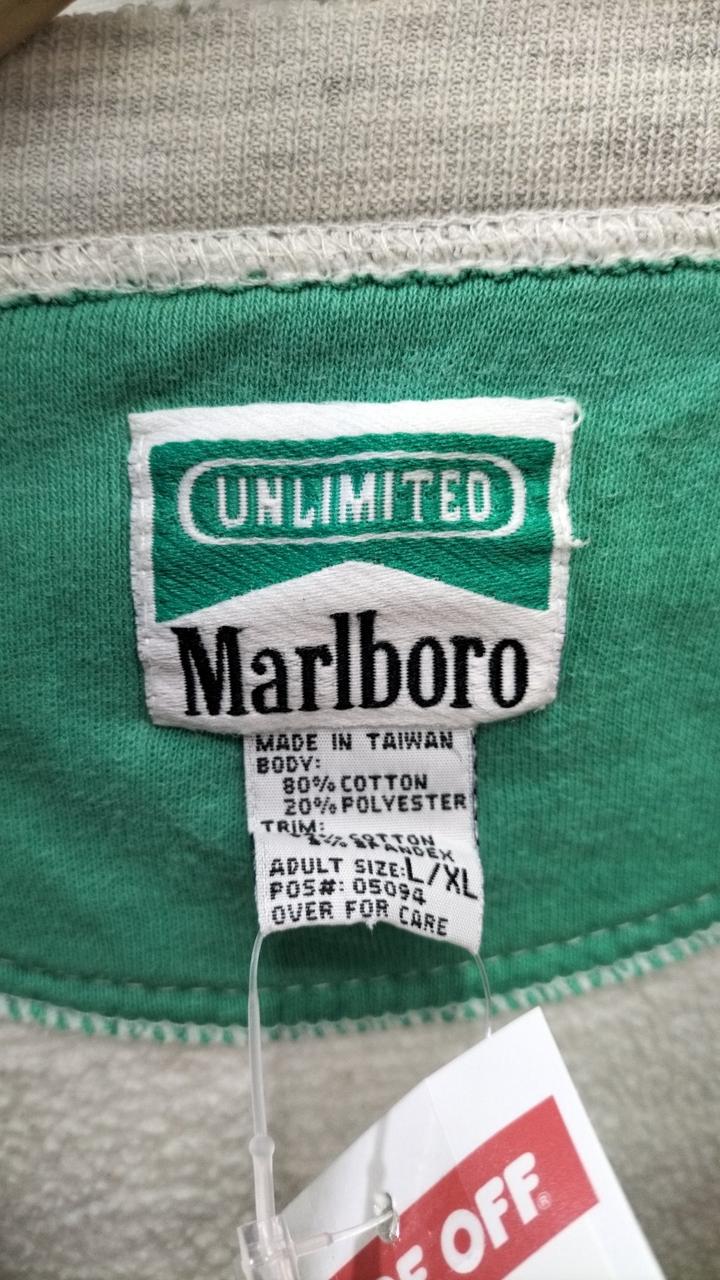 UNLIMITED
Marlboro
MADE IN TAIWAN
BODY:
80% COTTON
20% POLYESTER
TRIM:
COTTON
ADULT SIZE: L/XL
POS#: 05094
OVER FOR CARE
OFF